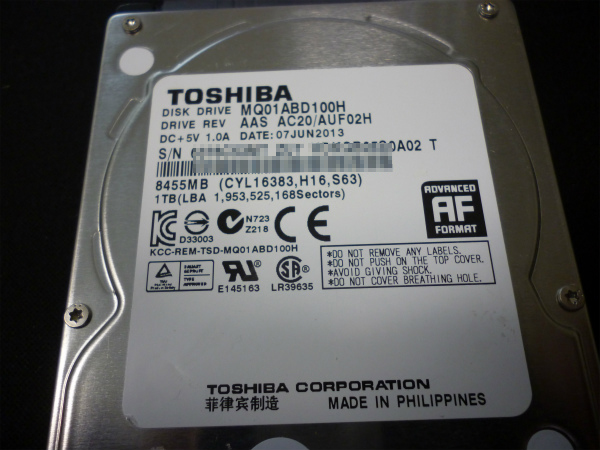 TOSHIBA
DISK DRIVE MQ01ABD100H
DRIVE REV AAS AC20/AUF02H
DC+5V 1.0A DATE:07JUN2013
S/N A02 T
8455MB (CYL16383,H16,S63)
1TB(LBA 1,953,525,168Sectors)
ADVANCED
AF
FORMAT
D33003
N723
Z218
CE
KCC-REM-TSD-MQ01ABD100H
E145163
LR39635
*DO NOT REMOVE ANY LABELS.
*DO NOT PUSH ON THE TOP COVER.
*AVOID GIVING SHOCK.
*DO NOT COVER BREATHING HOLE.
TOSHIBA CORPORATION
菲律宾制造
MADE IN PHILIPPINES